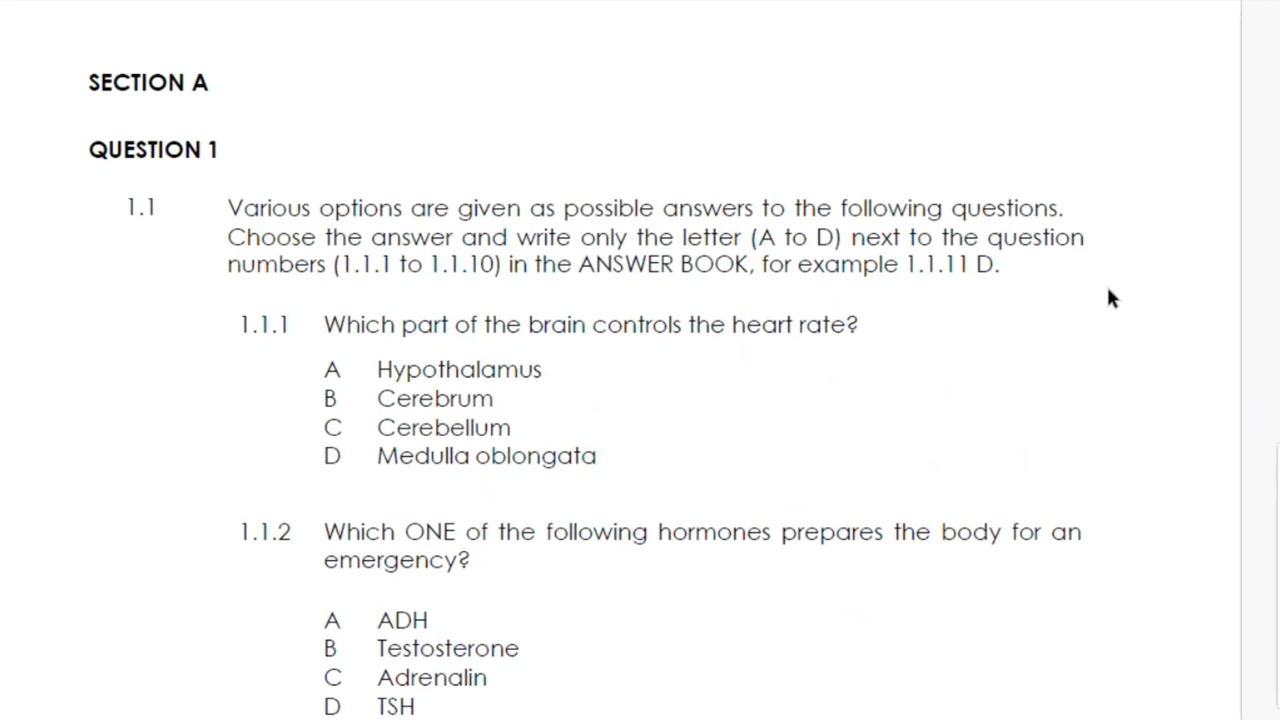 SECTION A
QUESTION 1
1.1 Various options are given as possible answers to the following questions.
Choose the answer and write only the letter (A to D) next to the question
numbers (1.1.1 to 1.1.10) in the ANSWER BOOK, for example 1.1.11 D.
1.1.1 Which part of the brain controls the heart rate?
A Hypothalamus
B Cerebrum
C Cerebellum
D Medulla oblongata
1.1.2 Which ONE of the following hormones prepares the body for an
emergency?
A ADH
B Testosterone
C Adrenalin
D TSH